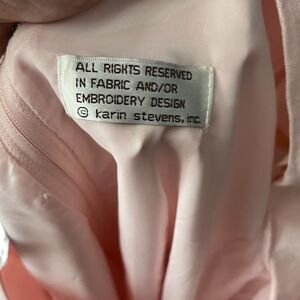 ALL RIGHTS RESERVED
IN FABRIC AND/OR
EMBROIDERY DESIGN
© karin stevens, inc.